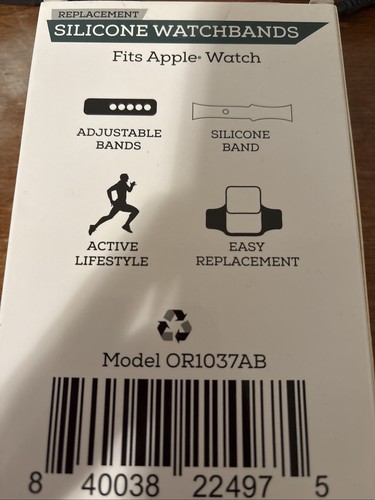 REPLACEMENT
SILICONE WATCHBANDS
Fits Apple® Watch
ADJUSTABLE
BANDS
SILICONE
BAND
ACTIVE
LIFESTYLE
EASY
REPLACEMENT
Model OR1037AB
8 40038 22497 5